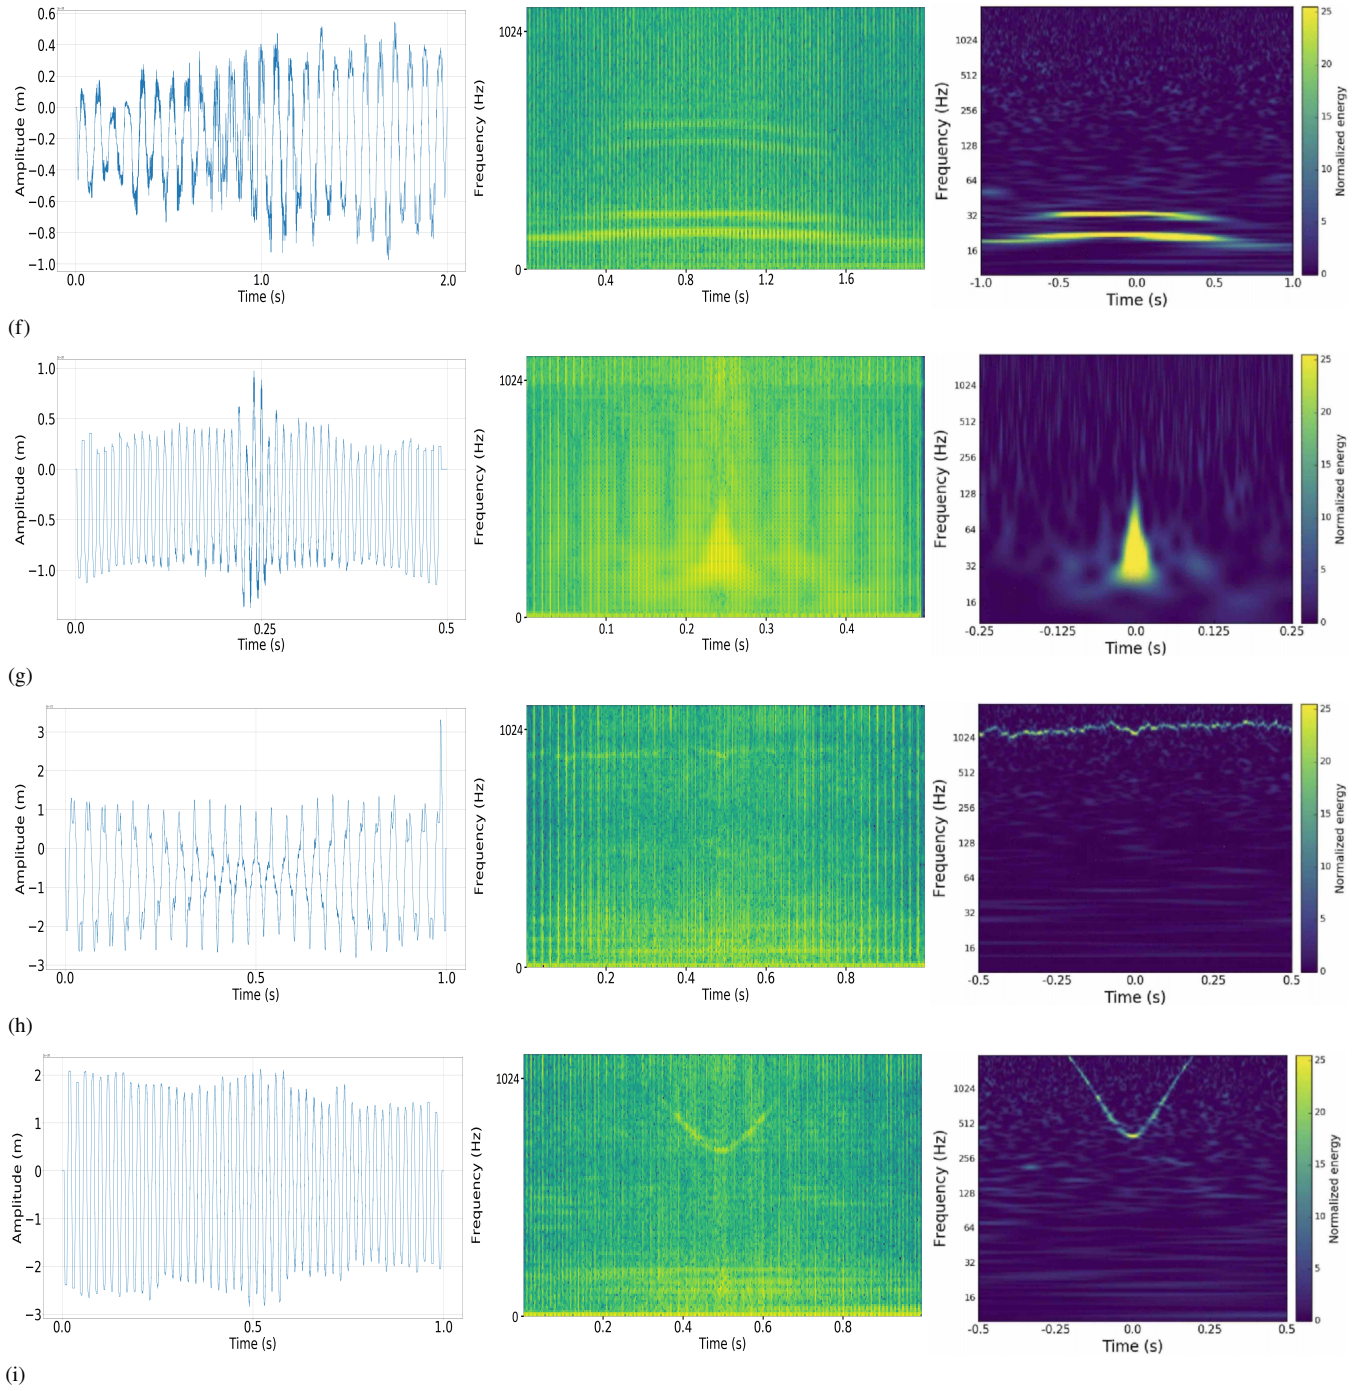 0.6
0.4
0.2
0.0
−0.2
−0.4
−0.6
−0.8
−1.0
Amplitude (m)
0.0 1.0 2.0
Time (s)
1024
0
Frequency (Hz)
0.4 0.8 1.2 1.6
Time (s)
1024
512
256
128
64
32
16
Frequency (Hz)
-1.0 -0.5 0.0 0.5 1.0
Time (s)
25
20
15
10
5
0
Normalized energy
(f)
1.0
0.5
0.0
−0.5
−1.0
Amplitude (m)
0.0 0.25 0.5
Time (s)
1024
0
Frequency (Hz)
0.1 0.2 0.3 0.4
Time (s)
1024
512
256
128
64
32
16
Frequency (Hz)
-0.25 -0.125 0.0 0.125 0.25
Time (s)
25
20
15
10
5
0
Normalized energy
(g)
3
2
1
0
−1
−2
−3
Amplitude (m)
0.0 0.5 1.0
Time (s)
1024
0
Frequency (Hz)
0.2 0.4 0.6 0.8
Time (s)
1024
512
256
128
64
32
16
Frequency (Hz)
-0.5 -0.25 0.0 0.25 0.5
Time (s)
25
20
15
10
5
0
Normalized energy
(h)
2
1
0
−1
−2
−3
Amplitude (m)
0.0 0.5 1.0
Time (s)
1024
0
Frequency (Hz)
0.2 0.4 0.6 0.8
Time (s)
1024
512
256
128
64
32
16
Frequency (Hz)
-0.5 -0.25 0.0 0.25 0.5
Time (s)
25
20
15
10
5
0
Normalized energy
(i)